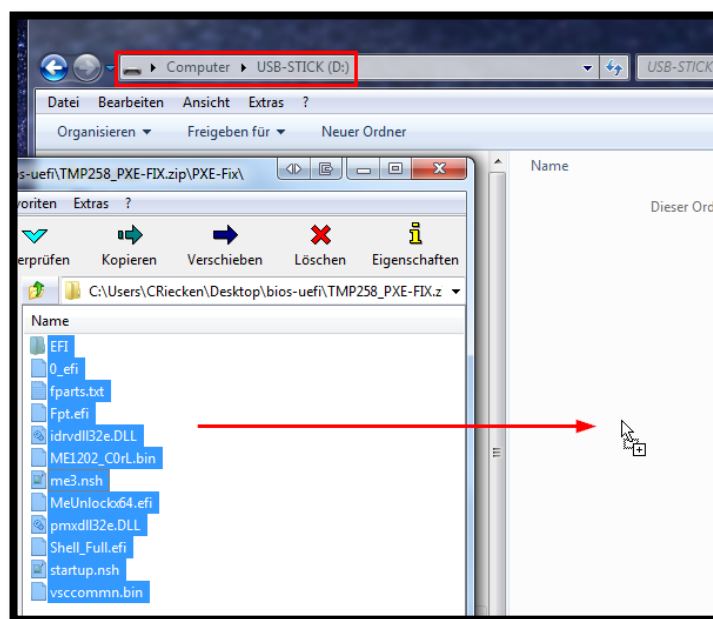 Computer ▸ USB-STICK (D:)
USB-STICK
Datei Bearbeiten Ansicht Extras ?
Organisieren Freigeben für Neuer Ordner
s-uefi\TMP258_PXE-FIX.zip\PXE-Fix\
Name
oriten Extras ?
Dieser Ord
erprüfen Kopieren Verschieben Löschen Eigenschaften
C:\Users\CRiecken\Desktop\bios-uefi\TMP258_PXE-FIX.z
Name
EFI
0_efi
fparts.txt
Fpt.efi
idrvdll32e.DLL
ME1202_C0rL.bin
me3.nsh
MeUnlockx64.efi
pmxdll32e.DLL
Shell_Full.efi
startup.nsh
vsccommn.bin